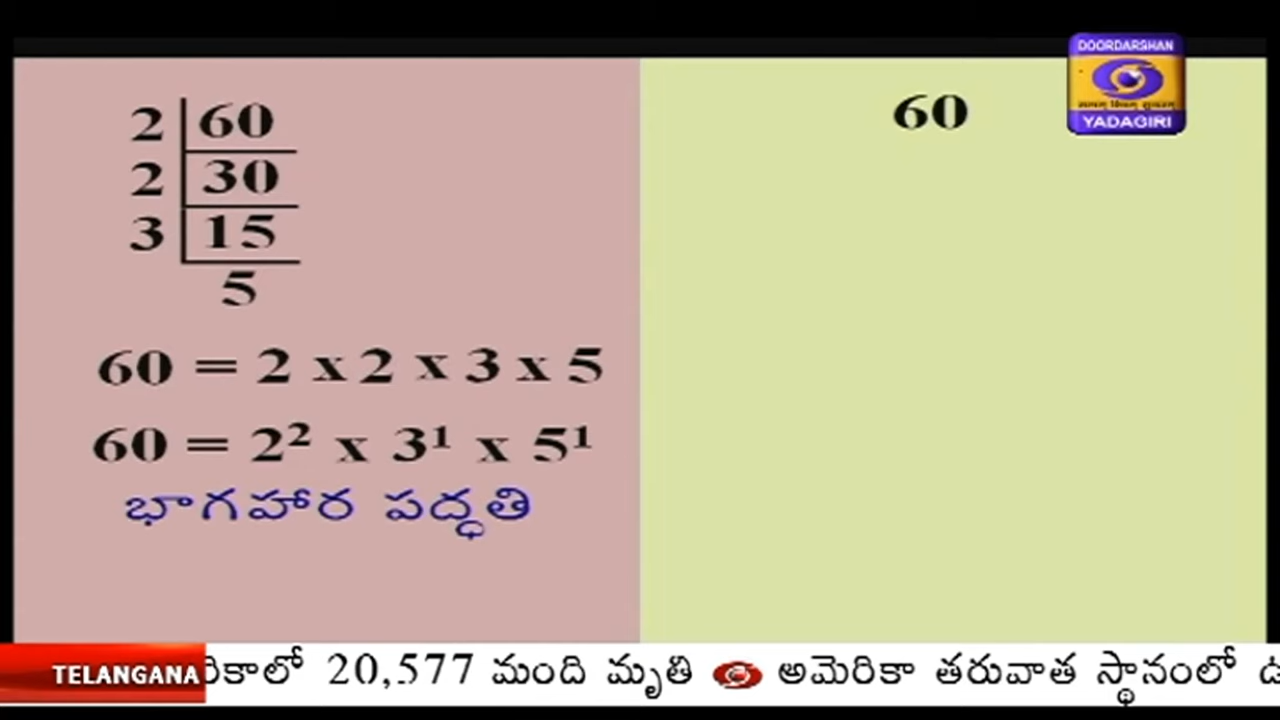 2 60
2 30
3 15
5
60 = 2 x 2 x 3 x 5
60 = 2² x 3¹ x 5¹
భాగహార పద్ధతి
60
DOORDARSHAN
YADAGIRI
TELANGANA
20,577 మంది మృతి అమెరికా తరువాత స్థానంలో